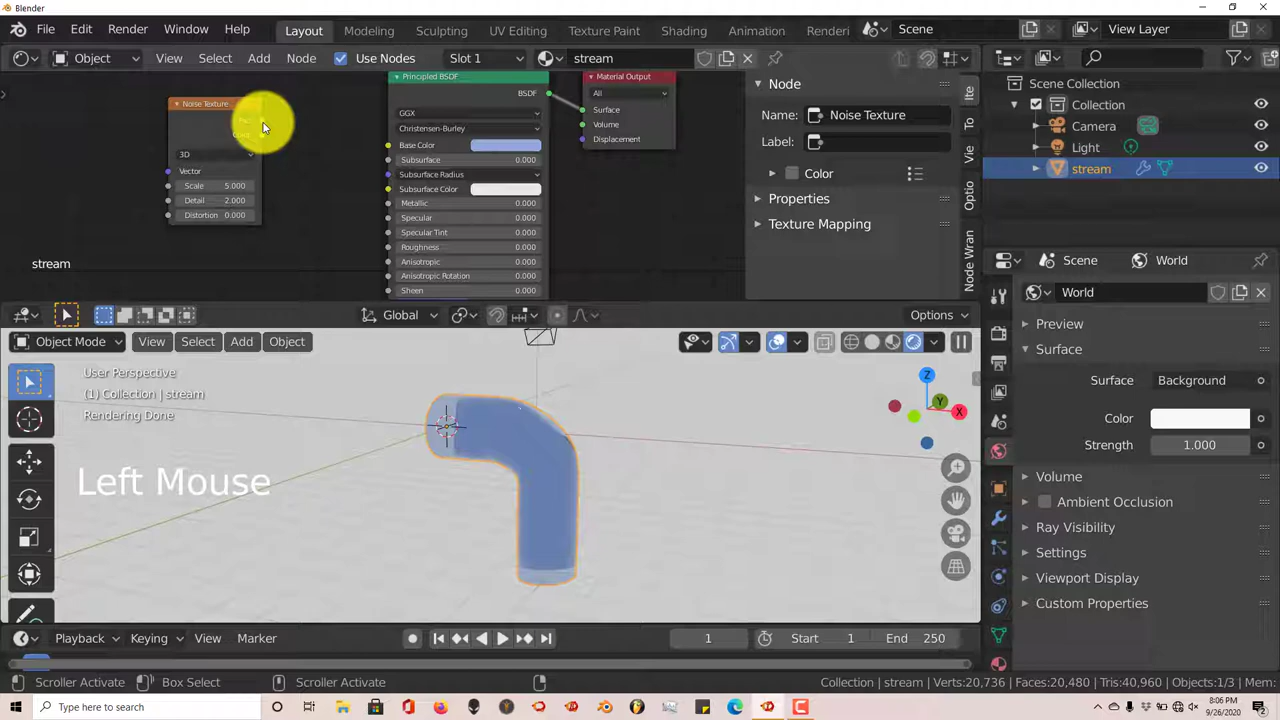 Blender
File Edit Render Window Help Layout Modeling Sculpting UV Editing Texture Paint Shading Animation Renderi Scene View Layer
Object View Select Add Node Use Nodes Slot 1 stream
Noise Texture
3D
Vector
Scale 5.000
Detail 2.000
Distortion 0.000
Principled BSDF
BSDF
GGX
Christensen-Burley
Base Color
Subsurface 0.000
Subsurface Radius
Subsurface Color
Metallic 0.000
Specular 0.000
Specular Tint 0.000
Roughness 0.000
Anisotropic 0.000
Anisotropic Rotation 0.000
Sheen 0.000
Material Output
All
Surface
Volume
Displacement
stream
Node
Name: Noise Texture
Label:
Color
Properties
Texture Mapping
Ite
To
Vie
Optio
Node Wran
Scene Collection
Collection
Camera
Light
stream
Scene World
World
Preview
Surface
Surface Background
Color
Strength 1.000
Volume
Ambient Occlusion
Ray Visibility
Settings
Viewport Display
Custom Properties
Global Options
Object Mode View Select Add Object
User Perspective
(1) Collection | stream
Rendering Done
Left Mouse
Z
Y
X
Playback Keying View Marker 1 Start 1 End 250
Scroller Activate Box Select Scroller Activate Collection | stream | Verts:20,736 | Faces:20,480 | Tris:40,960 | Objects:1/3 | Mem
Type here to search
8:06 PM
9/26/2020